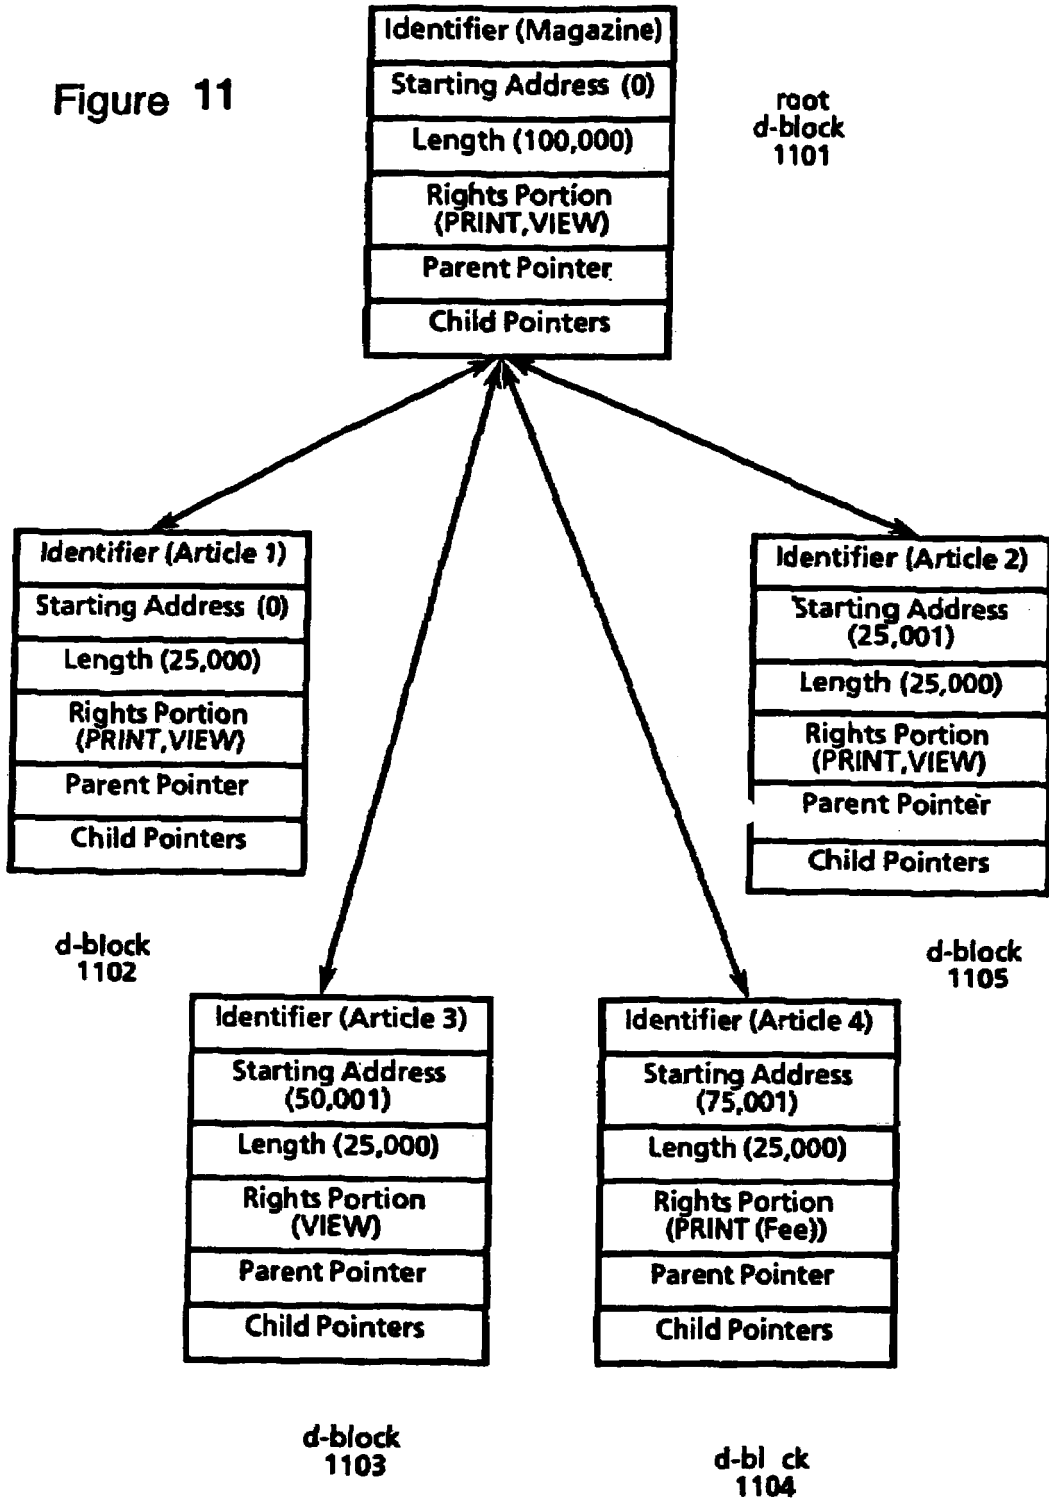 Figure 11
Identifier (Magazine)
Starting Address (0)
Length (100,000)
Rights Portion
(PRINT,VIEW)
Parent Pointer
Child Pointers
root
d-block
1101
Identifier (Article 1)
Starting Address (0)
Length (25,000)
Rights Portion
(PRINT,VIEW)
Parent Pointer
Child Pointers
d-block
1102
Identifier (Article 2)
Starting Address
(25,001)
Length (25,000)
Rights Portion
(PRINT,VIEW)
Parent Pointer
Child Pointers
d-block
1105
Identifier (Article 3)
Starting Address
(50,001)
Length (25,000)
Rights Portion
(VIEW)
Parent Pointer
Child Pointers
d-block
1103
Identifier (Article 4)
Starting Address
(75,001)
Length (25,000)
Rights Portion
(PRINT (Fee))
Parent Pointer
Child Pointers
d-bl ck
1104